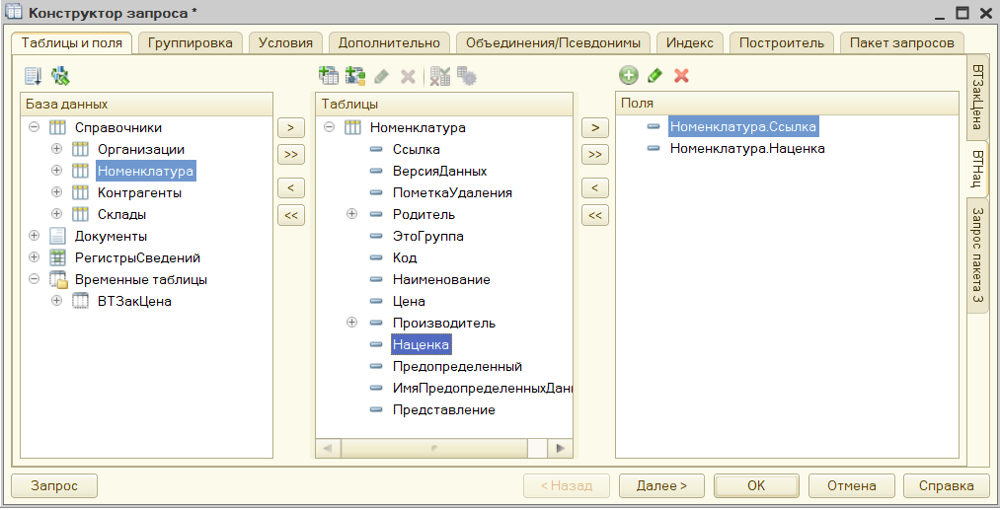 Конструктор запроса *
Таблицы и поля
Группировка
Условия
Дополнительно
Объединения/Псевдонимы
Индекс
Построитель
Пакет запросов
База данных
Справочники
Организации
Номенклатура
Контрагенты
Склады
Документы
РегистрыСведений
Временные таблицы
ВТЗакЦена
>
>>
<
<<
Таблицы
Номенклатура
Ссылка
ВерсияДанных
ПометкаУдаления
Родитель
ЭтоГруппа
Код
Наименование
Цена
Производитель
Наценка
Предопределенный
ИмяПредопределенныхДан
Представление
>
>>
<
<<
Поля
Номенклатура.Ссылка
Номенклатура.Наценка
ВТЗакЦена
ВТНац
Запрос пакета 3
Запрос
< Назад
Далее >
ОК
Отмена
Справка